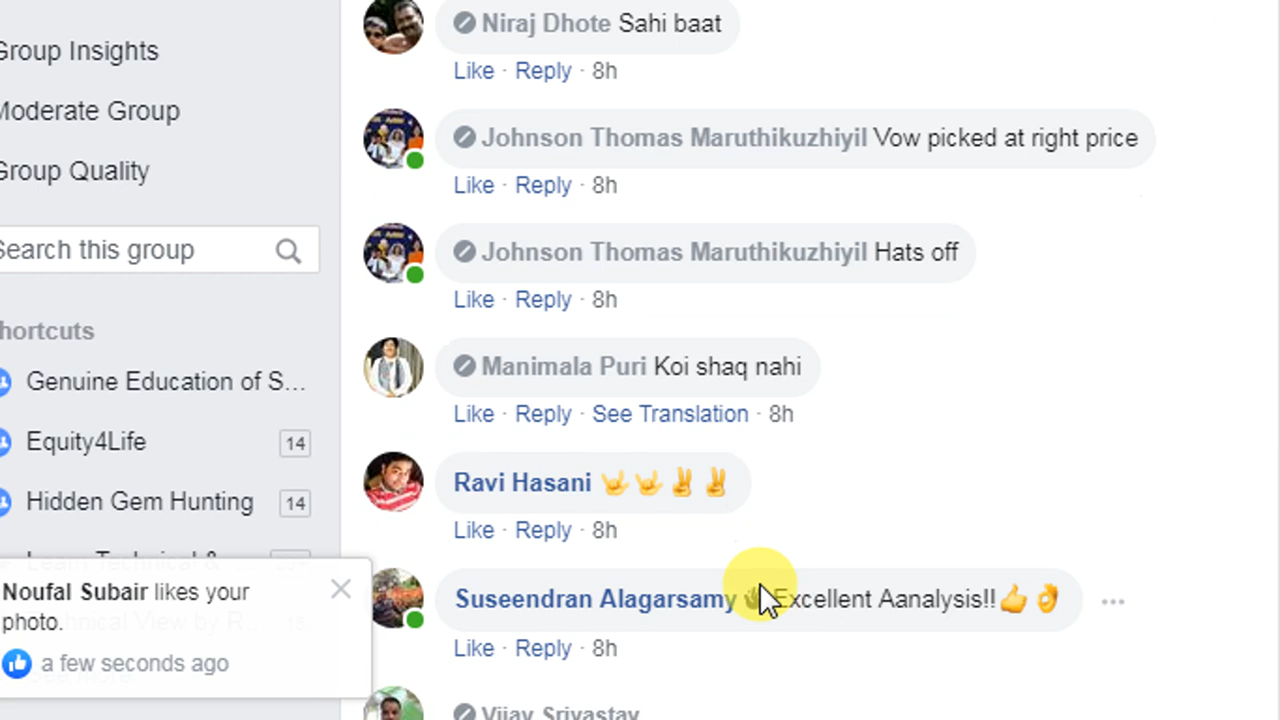 Group Insights
Moderate Group
Group Quality
Search this group
hortcuts
Genuine Education of S...
Equity4Life 14
Hidden Gem Hunting 14
Learn Technical &
Noufal Subair likes your
photo.
a few seconds ago
Niraj Dhote Sahi baat
Like · Reply · 8h
Johnson Thomas Maruthikuzhiyil Vow picked at right price
Like · Reply · 8h
Johnson Thomas Maruthikuzhiyil Hats off
Like · Reply · 8h
Manimala Puri Koi shaq nahi
Like · Reply · See Translation · 8h
Ravi Hasani 🤟🤟✌✌
Like · Reply · 8h
Suseendran Alagarsamy Excellent Aanalysis!!👍👌
Like · Reply · 8h
Vijay Srivastav